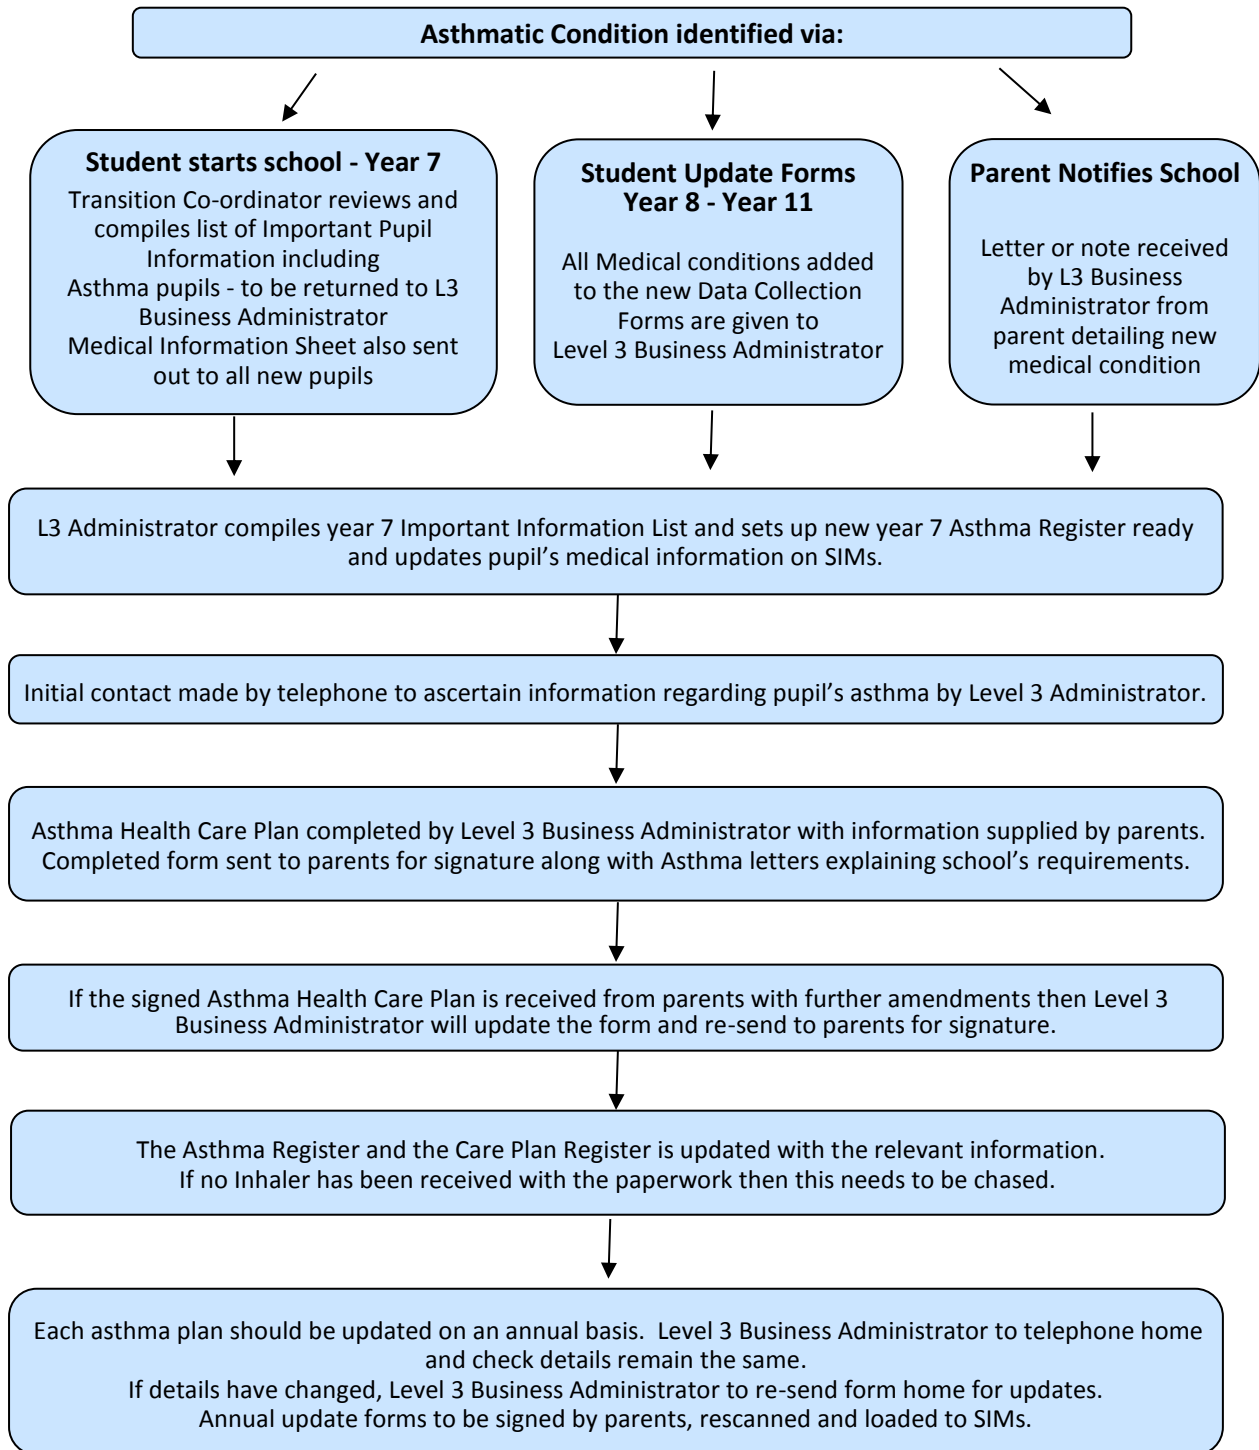 Asthmatic Condition identified via:
Student starts school - Year 7
Transition Co-ordinator reviews and
compiles list of Important Pupil
Information including
Asthma pupils - to be returned to L3
Business Administrator
Medical Information Sheet also sent
out to all new pupils
Student Update Forms
Year 8 - Year 11
All Medical conditions added
to the new Data Collection
Forms are given to
Level 3 Business Administrator
Parent Notifies School
Letter or note received
by L3 Business
Administrator from
parent detailing new
medical condition
L3 Administrator compiles year 7 Important Information List and sets up new year 7 Asthma Register ready
and updates pupil’s medical information on SIMs.
Initial contact made by telephone to ascertain information regarding pupil’s asthma by Level 3 Administrator.
Asthma Health Care Plan completed by Level 3 Business Administrator with information supplied by parents.
Completed form sent to parents for signature along with Asthma letters explaining school’s requirements.
If the signed Asthma Health Care Plan is received from parents with further amendments then Level 3
Business Administrator will update the form and re-send to parents for signature.
The Asthma Register and the Care Plan Register is updated with the relevant information.
If no Inhaler has been received with the paperwork then this needs to be chased.
Each asthma plan should be updated on an annual basis.  Level 3 Business Administrator to telephone home
and check details remain the same.
If details have changed, Level 3 Business Administrator to re-send form home for updates.
Annual update forms to be signed by parents, rescanned and loaded to SIMs.